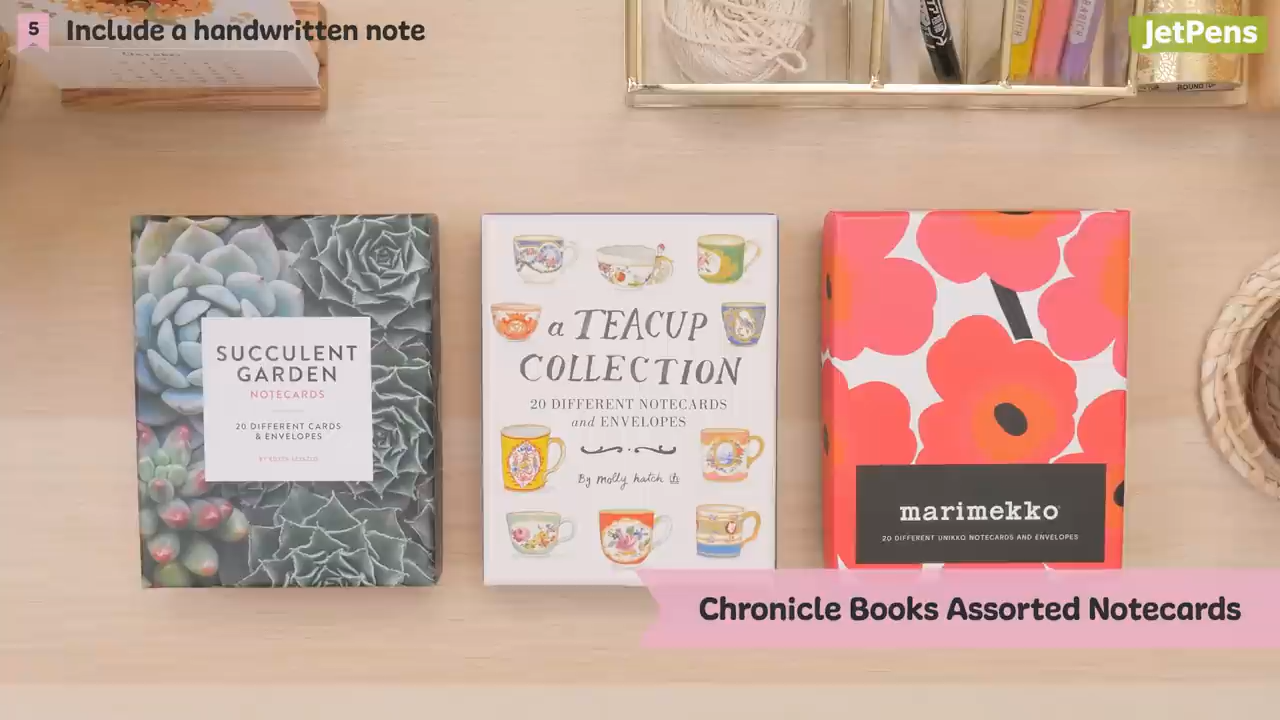 5
Include a handwritten note
JetPens
SUCCULENT
GARDEN
NOTECARDS
20 DIFFERENT CARDS
& ENVELOPES
a TEACUP
COLLECTION
20 DIFFERENT NOTECARDS
and ENVELOPES
By Molly Hatch
marimekko
20 DIFFERENT UNIKKO NOTECARDS AND ENVELOPES
Chronicle Books Assorted Notecards